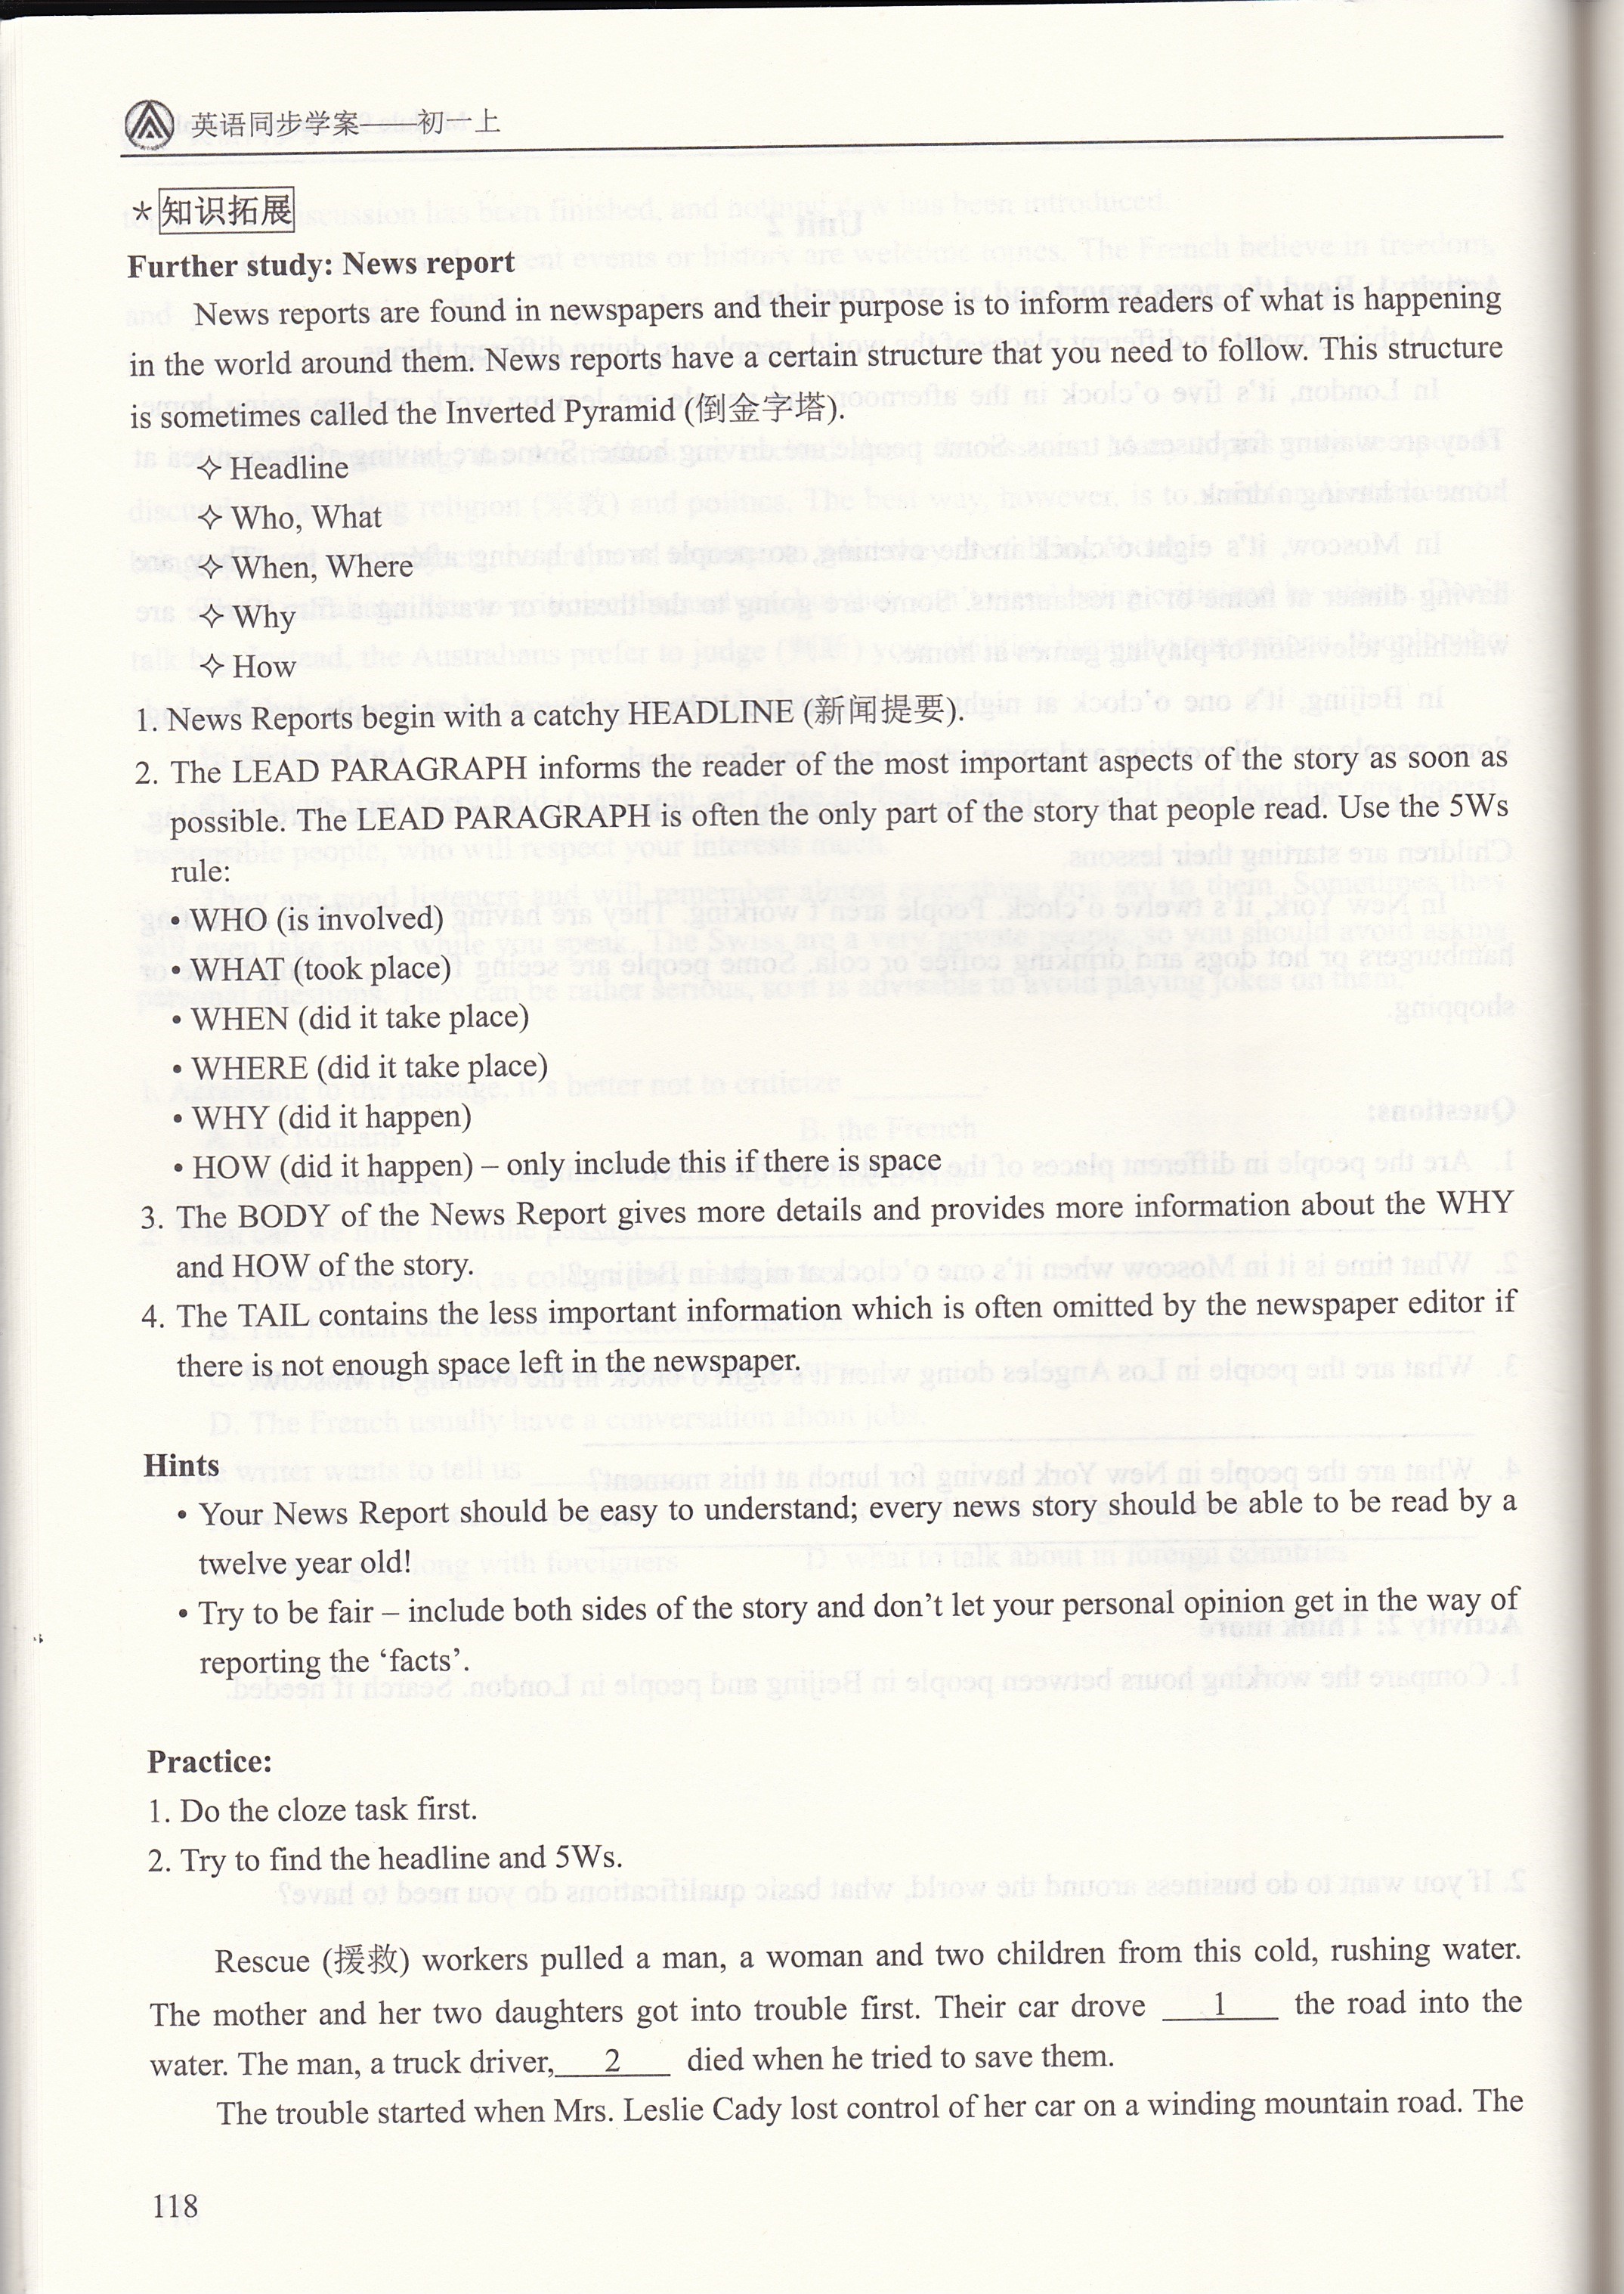 英语同步学案——初一上
*知识拓展
Further study: News report
News reports are found in newspapers and their purpose is to inform readers of what is happening
in the world around them. News reports have a certain structure that you need to follow. This structure
is sometimes called the Inverted Pyramid (倒金字塔).
✧ Headline
✧ Who, What
✧ When, Where
✧ Why
✧ How
1. News Reports begin with a catchy HEADLINE (新闻提要).
2. The LEAD PARAGRAPH informs the reader of the most important aspects of the story as soon as
possible. The LEAD PARAGRAPH is often the only part of the story that people read. Use the 5Ws
rule:
• WHO (is involved)
• WHAT (took place)
• WHEN (did it take place)
• WHERE (did it take place)
• WHY (did it happen)
• HOW (did it happen) – only include this if there is space
3. The BODY of the News Report gives more details and provides more information about the WHY
and HOW of the story.
4. The TAIL contains the less important information which is often omitted by the newspaper editor if
there is not enough space left in the newspaper.
Hints
• Your News Report should be easy to understand; every news story should be able to be read by a
twelve year old!
• Try to be fair – include both sides of the story and don't let your personal opinion get in the way of
reporting the 'facts'.
Practice:
1. Do the cloze task first.
2. Try to find the headline and 5Ws.
Rescue (援救) workers pulled a man, a woman and two children from this cold, rushing water.
The mother and her two daughters got into trouble first. Their car drove ___1___ the road into the
water. The man, a truck driver,___2___ died when he tried to save them.
The trouble started when Mrs. Leslie Cady lost control of her car on a winding mountain road. The
118